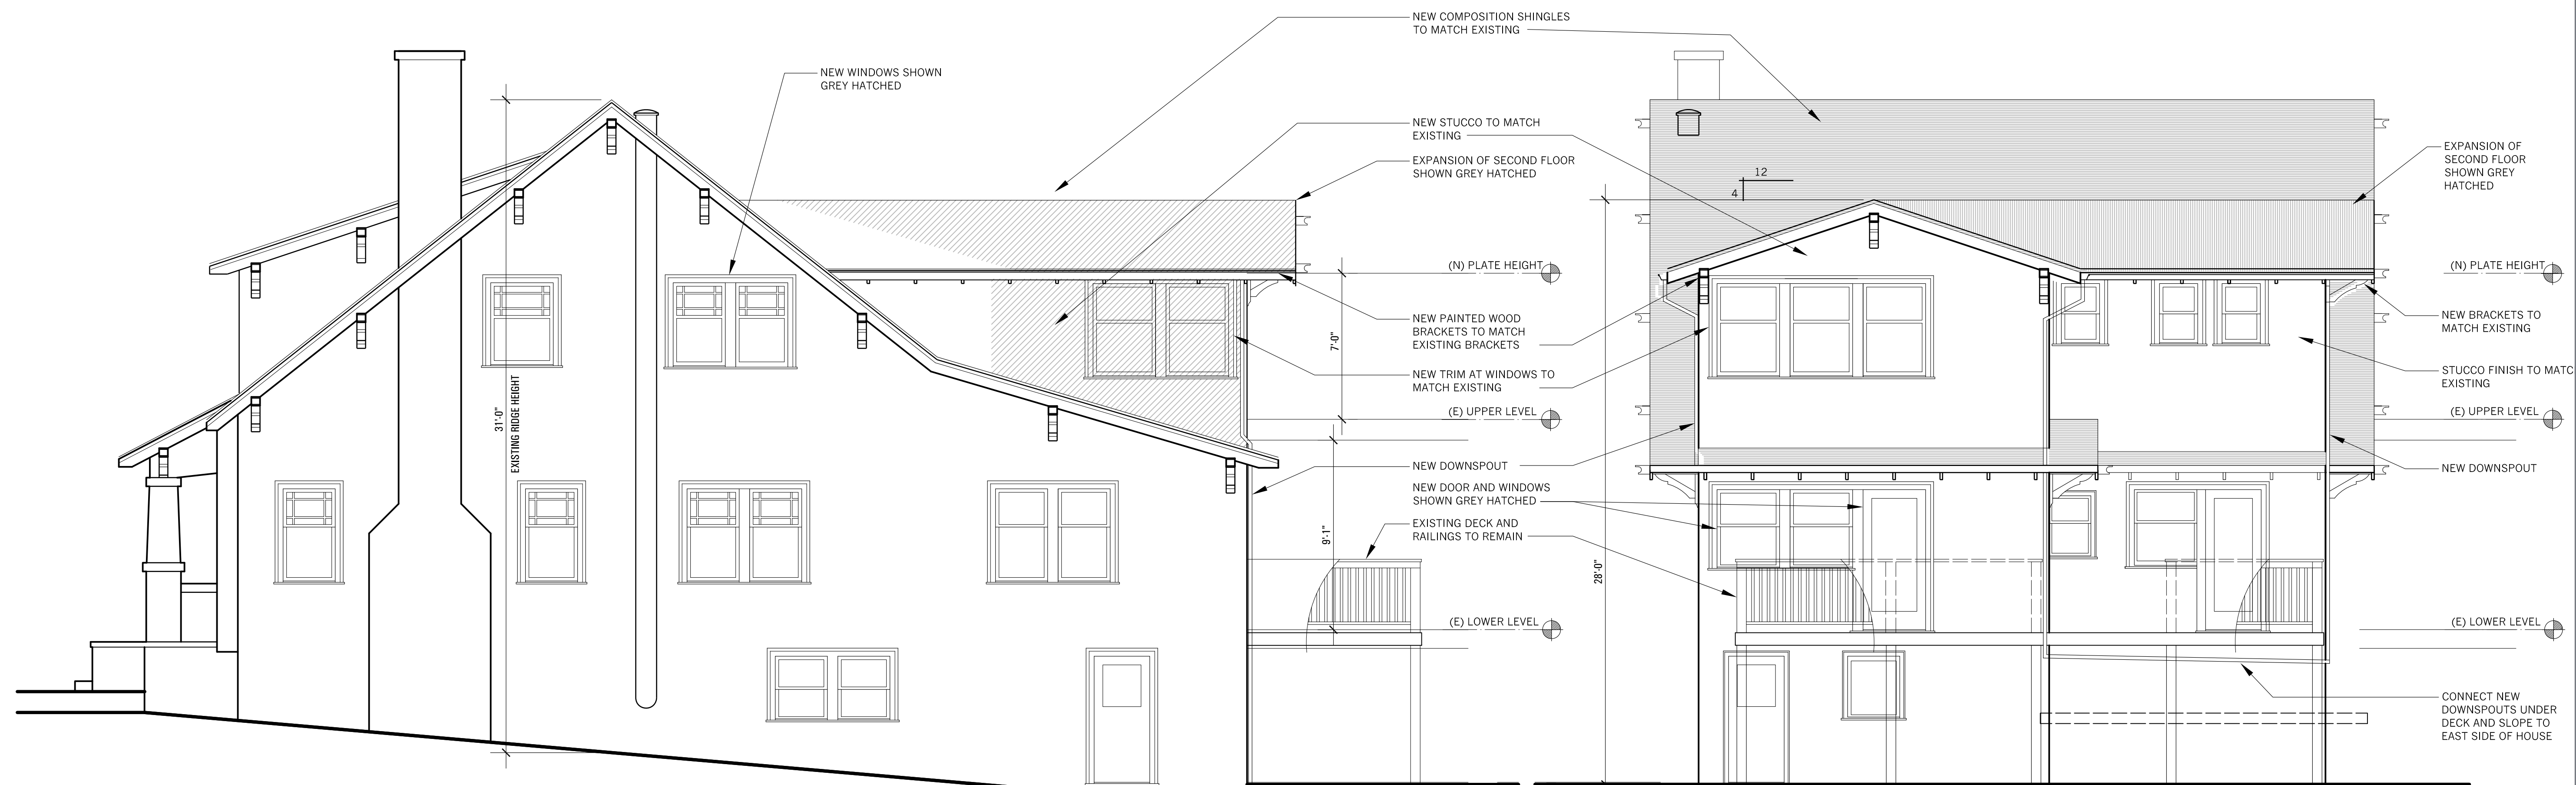 NEW COMPOSITION SHINGLES
TO MATCH EXISTING
NEW WINDOWS SHOWN
GREY HATCHED
NEW STUCCO TO MATCH
EXISTING
EXPANSION OF SECOND FLOOR
SHOWN GREY HATCHED
(N) PLATE HEIGHT
NEW PAINTED WOOD
BRACKETS TO MATCH
EXISTING BRACKETS
7'-0"
NEW TRIM AT WINDOWS TO
MATCH EXISTING
(E) UPPER LEVEL
31'-0"
EXISTING RIDGE HEIGHT
NEW DOWNSPOUT
NEW DOOR AND WINDOWS
SHOWN GREY HATCHED
EXISTING DECK AND
RAILINGS TO REMAIN
9'-1"
(E) LOWER LEVEL
28'-0"
12
4
EXPANSION OF
SECOND FLOOR
SHOWN GREY
HATCHED
(N) PLATE HEIGHT
NEW BRACKETS TO
MATCH EXISTING
STUCCO FINISH TO MATC
EXISTING
(E) UPPER LEVEL
NEW DOWNSPOUT
(E) LOWER LEVEL
CONNECT NEW
DOWNSPOUTS UNDER
DECK AND SLOPE TO
EAST SIDE OF HOUSE